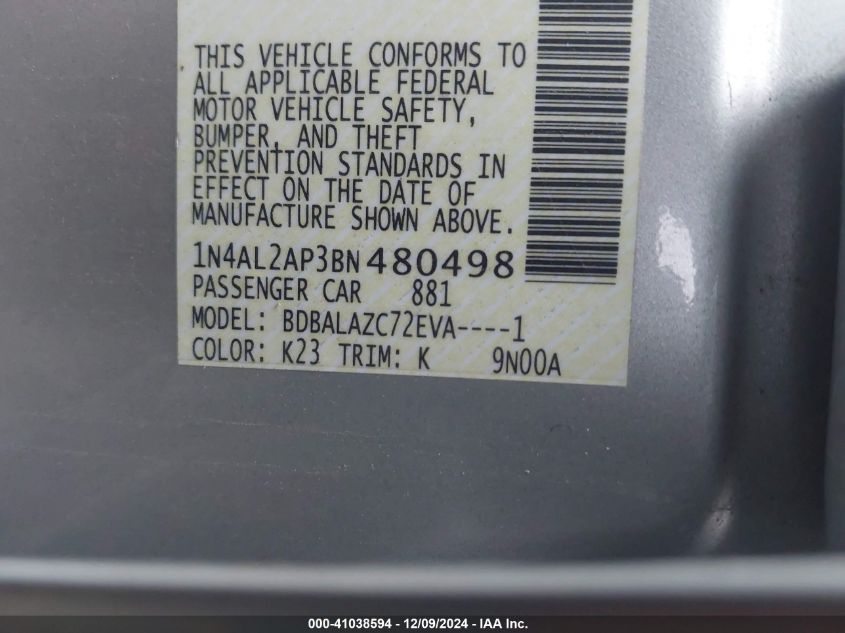 THIS VEHICLE CONFORMS TO
ALL APPLICABLE FEDERAL
MOTOR VEHICLE SAFETY,
BUMPER, AND THEFT
PREVENTION STANDARDS IN
EFFECT ON THE DATE OF
MANUFACTURE SHOWN ABOVE.
1N4AL2AP3BN480498
PASSENGER CAR 881
MODEL: BDBALAZC72EVA----1
COLOR: K23 TRIM: K 9N00A
000-41038594 - 12/09/2024 - IAA Inc.